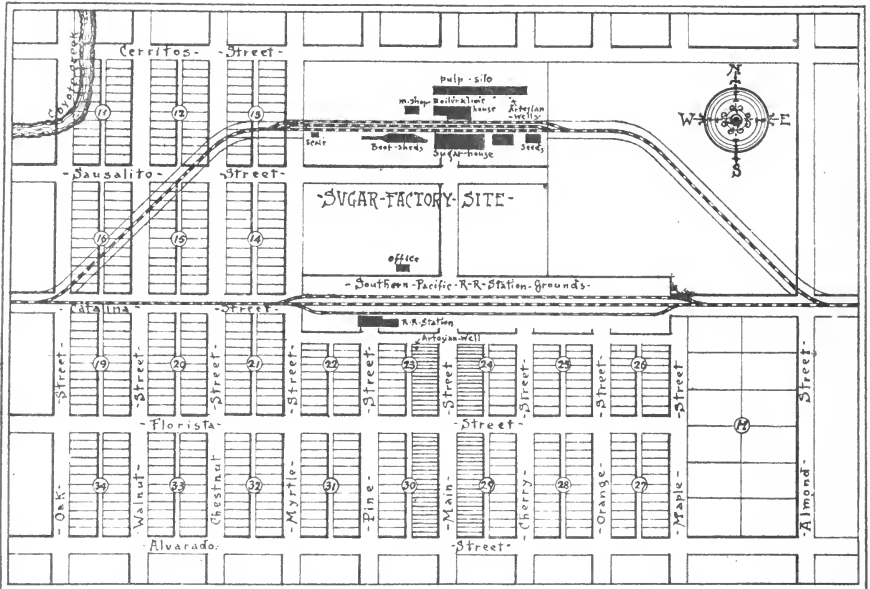 Coyote Creek
Cerritos- -Street-
11 12 13
pulp-silo
m.shop Boiler&lime house
Artesian -wells-
scale Beet-sheds Sugar-house Seeds
N
W E
S
-Sausalito -Street-
-SUGAR-FACTORY-SITE-
16 15 14
office
-Southern-Pacific-R-R-Station-Grounds-
-Catalina -Street-
R-R-Station
Artesian-Well
19 20 21 22 23 24 25 26
-Florista- -Street-
M
34 33 32 31 30 29 28 27
-Oak- -Street-
-Walnut- -Street-
Chestnut -Street-
-Myrtle- -Street-
-Pine- -Street-
-Main- -Street-
-Cherry- -Street-
-Orange- -Street-
-Maple- -Street-
-Almond- -Street-
-Alvarado. -Street-